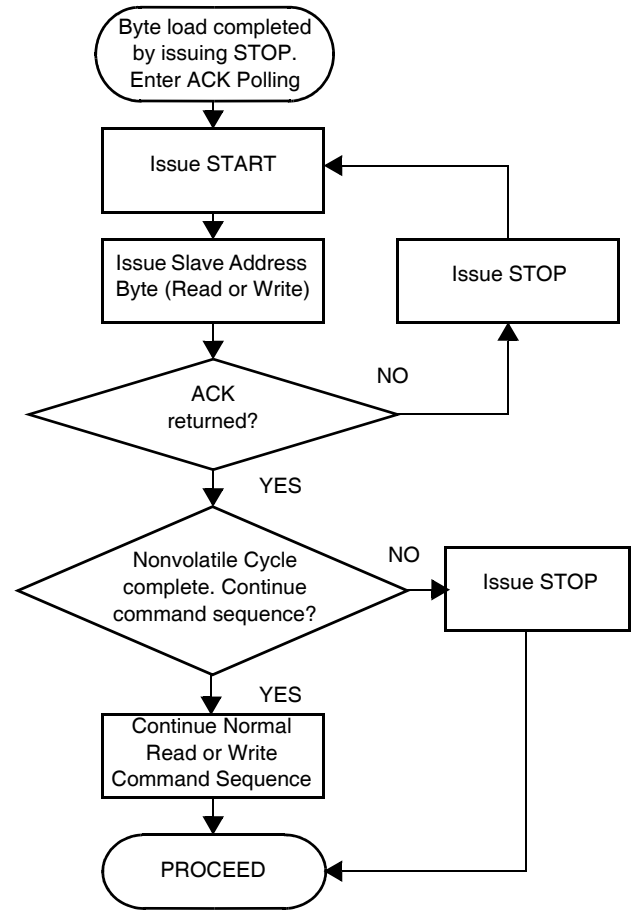 Byte load completed
by issuing STOP.
Enter ACK Polling
Issue START
Issue Slave Address
Byte (Read or Write)
Issue STOP
ACK
returned?
NO
YES
Nonvolatile Cycle
complete. Continue
command sequence?
NO
Issue STOP
YES
Continue Normal
Read or Write
Command Sequence
PROCEED